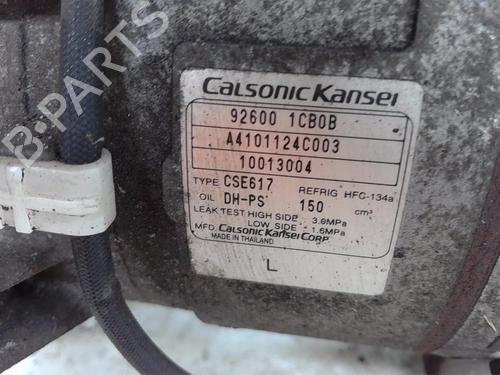 B-PARTS
Calsonic Kansei
92600 1CB0B
A4101124C003
10013004
TYPE CSE617 REFRIG HFC-134a
OIL DH-PS 150 cm³
LEAK TEST HIGH SIDE - 3.6MPa
LOW SIDE - 1.6MPa
MFD. CALSONIC KANSEI CORP.
MADE IN THAILAND
L